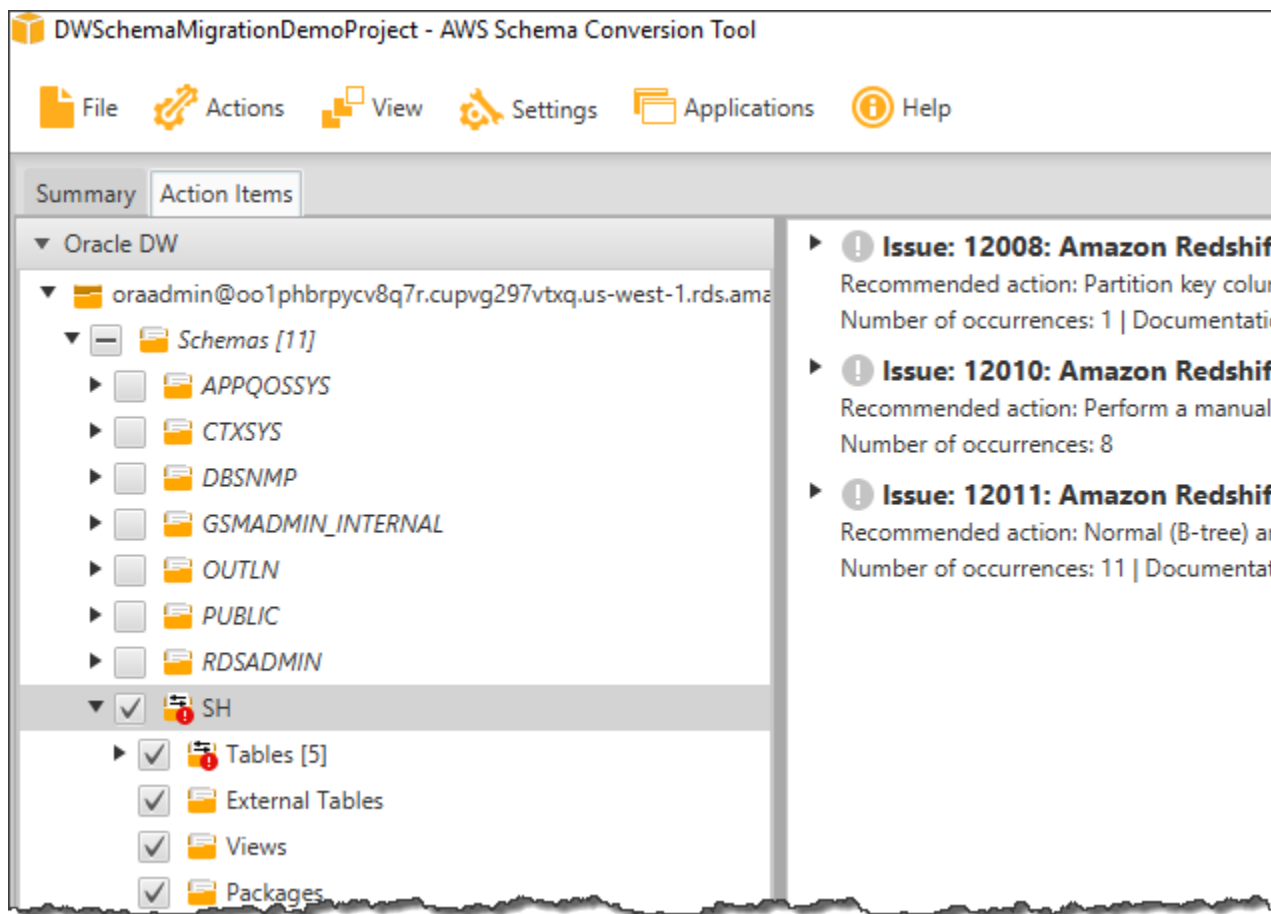 DWSchemaMigrationDemoProject - AWS Schema Conversion Tool
File Actions View Settings Applications Help
Summary Action Items
Oracle DW
oraadmin@oo1phbrpycv8q7r.cupvg297vtxq.us-west-1.rds.ama
Schemas [11]
APPQOSSYS
CTXSYS
DBSNMP
GSMADMIN_INTERNAL
OUTLN
PUBLIC
RDSADMIN
SH
Tables [5]
External Tables
Views
Packages
Issue: 12008: Amazon Redshif
Recommended action: Partition key colu
Number of occurrences: 1 | Documentati
Issue: 12010: Amazon Redshif
Recommended action: Perform a manual
Number of occurrences: 8
Issue: 12011: Amazon Redshif
Recommended action: Normal (B-tree) a
Number of occurrences: 11 | Documentat